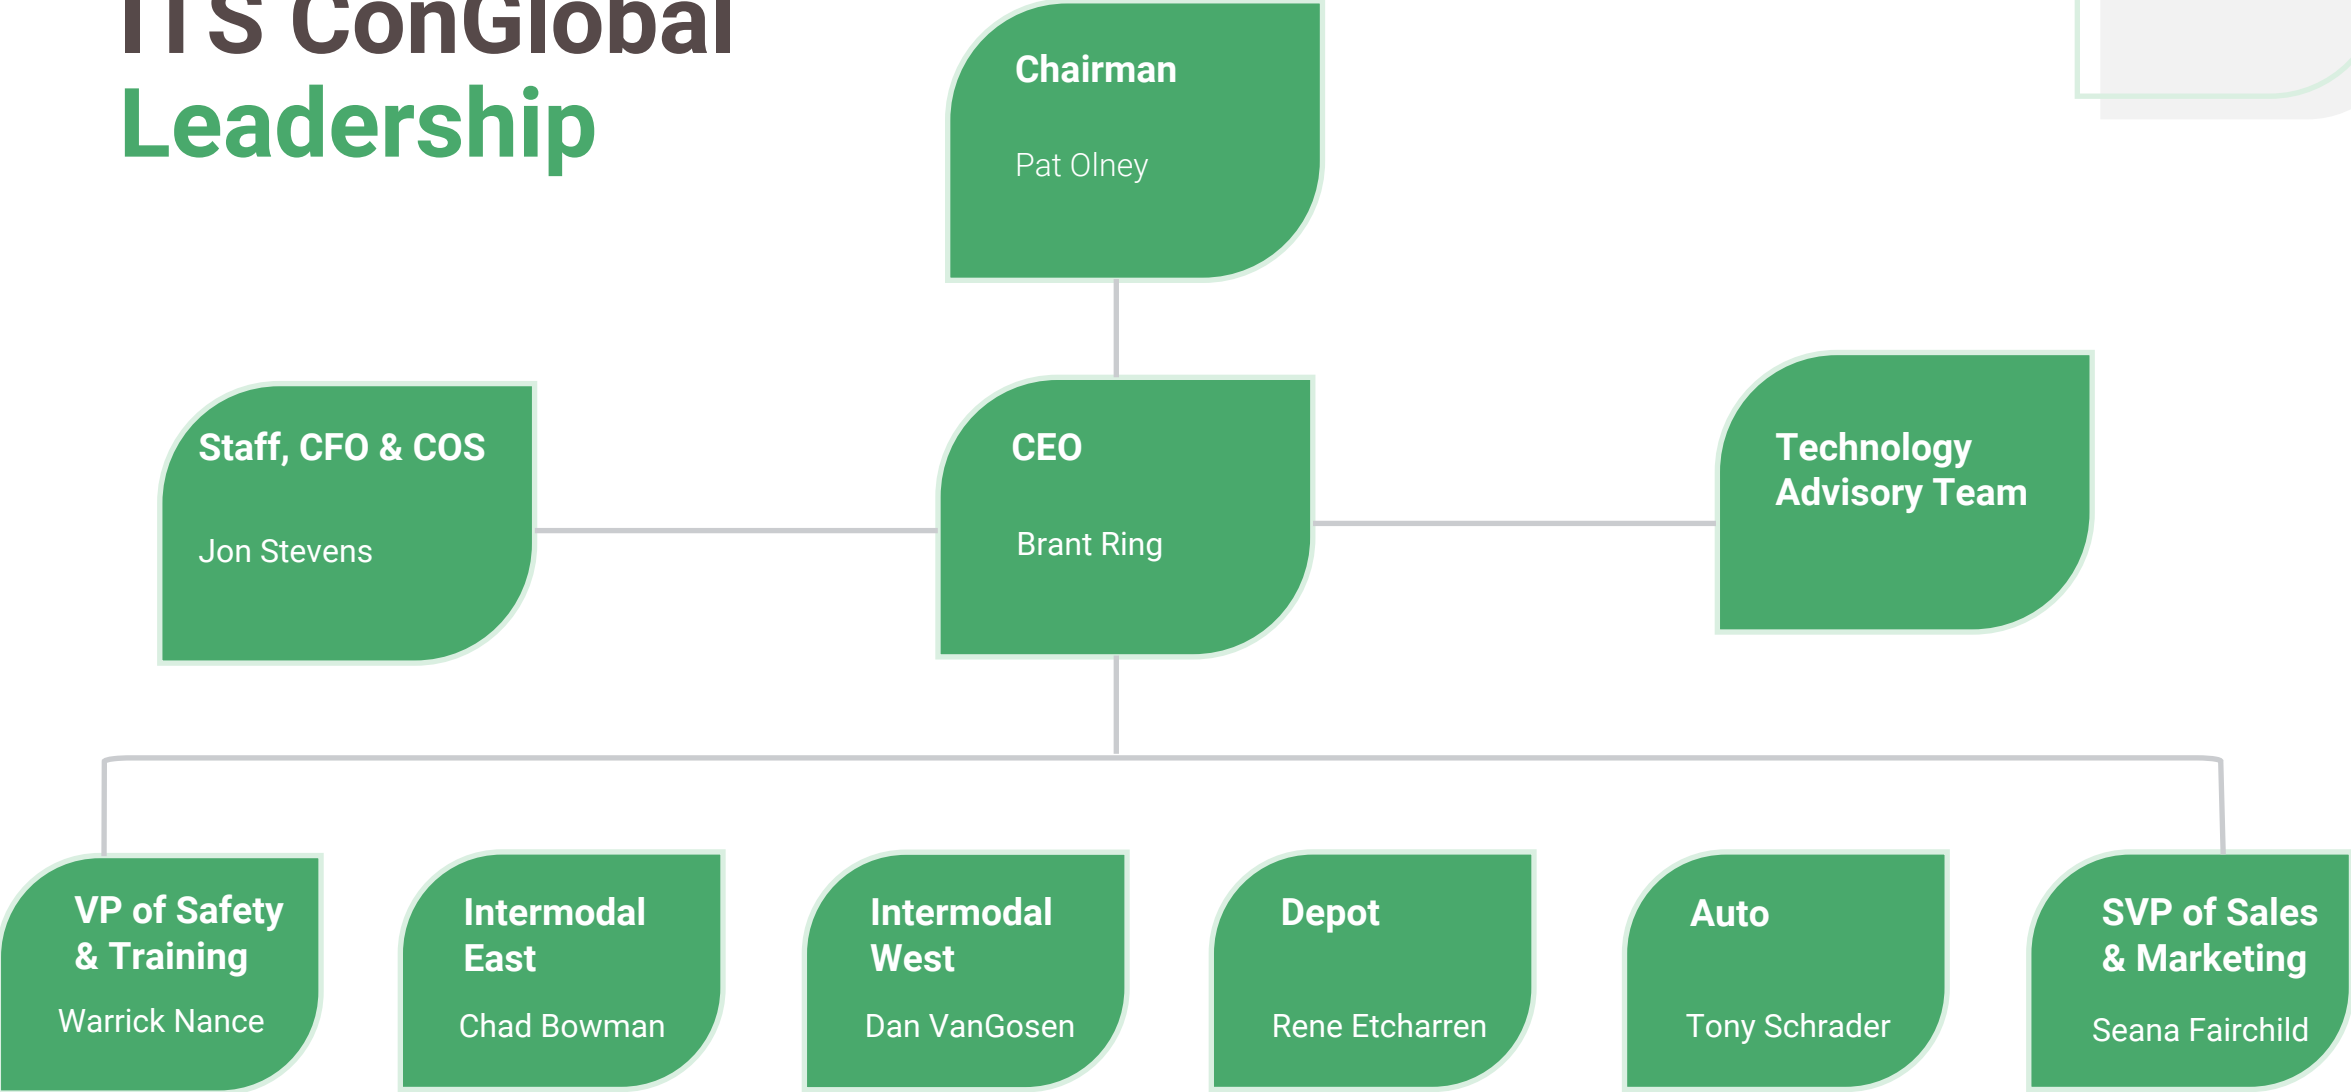 ITS ConGlobal
Leadership
Chairman
Pat Olney
Staff, CFO & COS
Jon Stevens
CEO
Brant Ring
Technology
Advisory Team
VP of Safety
& Training
Warrick Nance
Intermodal
East
Chad Bowman
Intermodal
West
Dan VanGosen
Depot
Rene Etcharren
Auto
Tony Schrader
SVP of Sales
& Marketing
Seana Fairchild